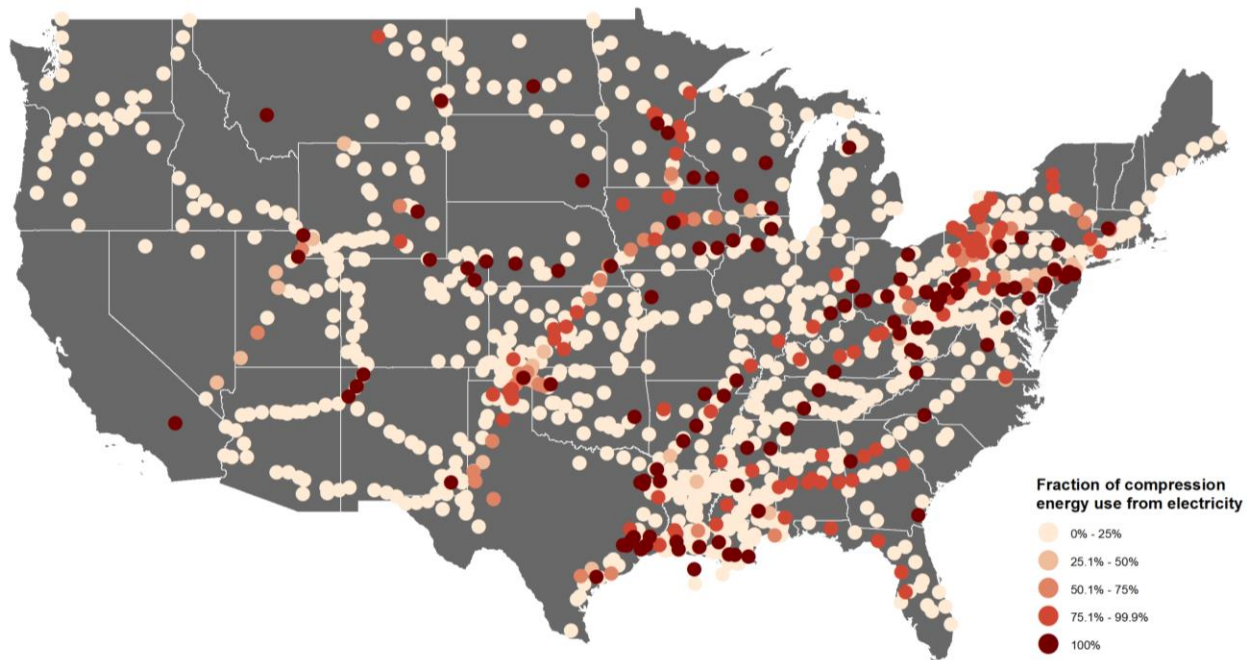 Fraction of compression
energy use from electricity
0% - 25%
25.1% - 50%
50.1% - 75%
75.1% - 99.9%
100%